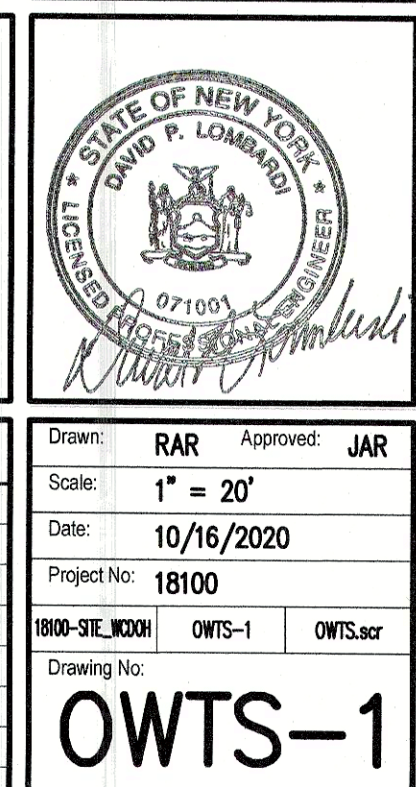 STATE OF NEW YORK
DAVID P. LOMBARDI
071001
LICENSED PROFESSIONAL ENGINEER
Drawn: RAR Approved: JAR
Scale: 1" = 20'
Date: 10/16/2020
Project No: 18100
18100-SITE_WCDOH OWTS-1 OWTS.scr
Drawing No:
OWTS-1